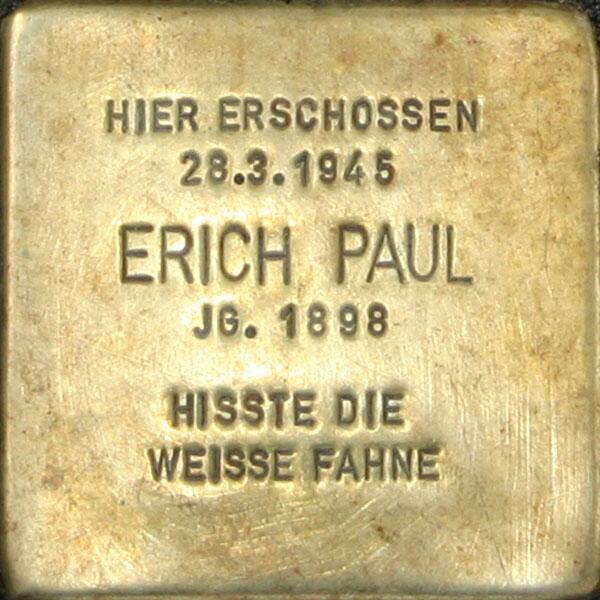 HIER ERSCHOSSEN
28.3.1945
ERICH PAUL
JG. 1898
HISSTE DIE
WEISSE FAHNE